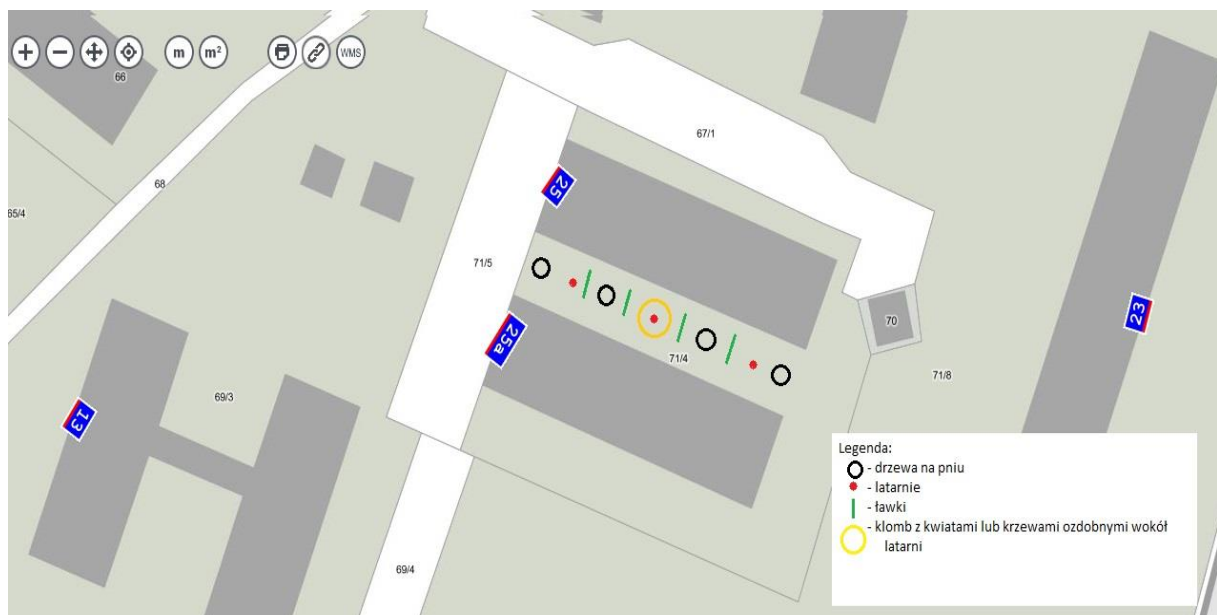 m
m²
WMS
66
67/1
68
65/4
25
71/5
25a
71/4
70
23
71/8
69/3
13
69/4
Legenda:
- drzewa na pniu
- latarnie
- ławki
- klomb z kwiatami lub krzewami ozdobnymi wokół
latarni